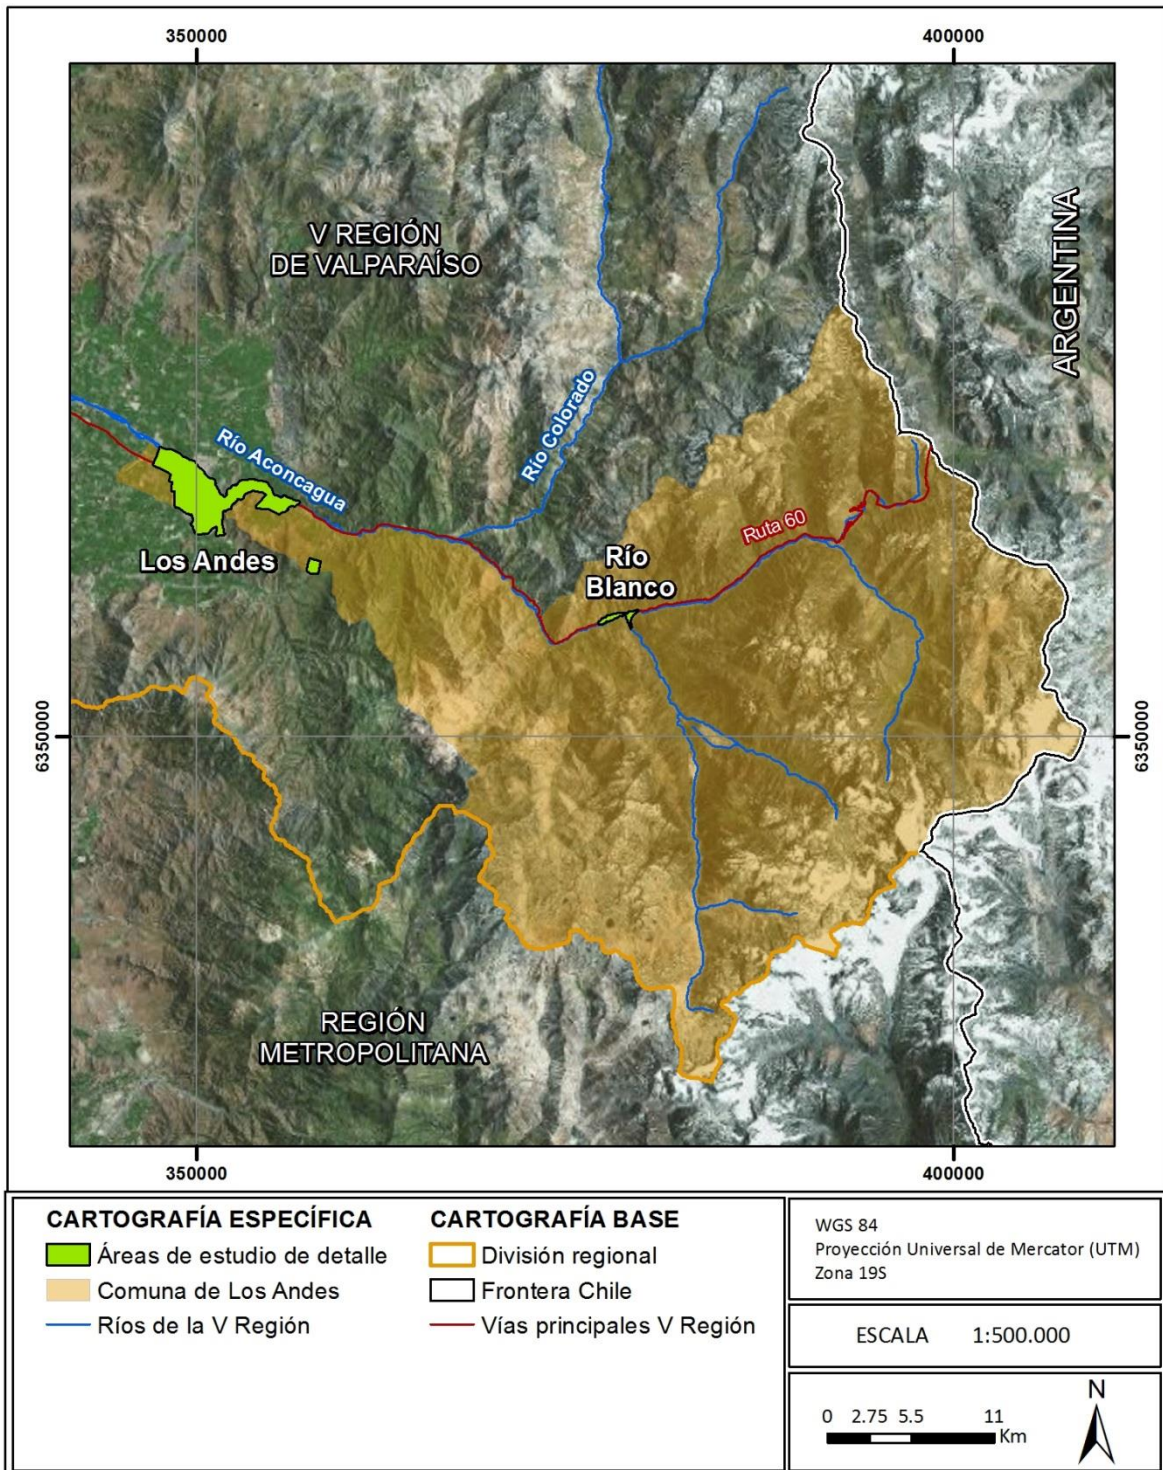 350000
400000
V REGIÓN
DE VALPARAÍSO
ARGENTINA
Río Colorado
Río Aconcagua
Ruta 60
Los Andes
Río
Blanco
6350000
6350000
REGIÓN
METROPOLITANA
350000
400000
CARTOGRAFÍA ESPECÍFICA
Áreas de estudio de detalle
Comuna de Los Andes
Ríos de la V Región
CARTOGRAFÍA BASE
División regional
Frontera Chile
Vías principales V Región
WGS 84
Proyección Universal de Mercator (UTM)
Zona 19S
ESCALA 1:500.000
N
0 2.75 5.5 11
Km